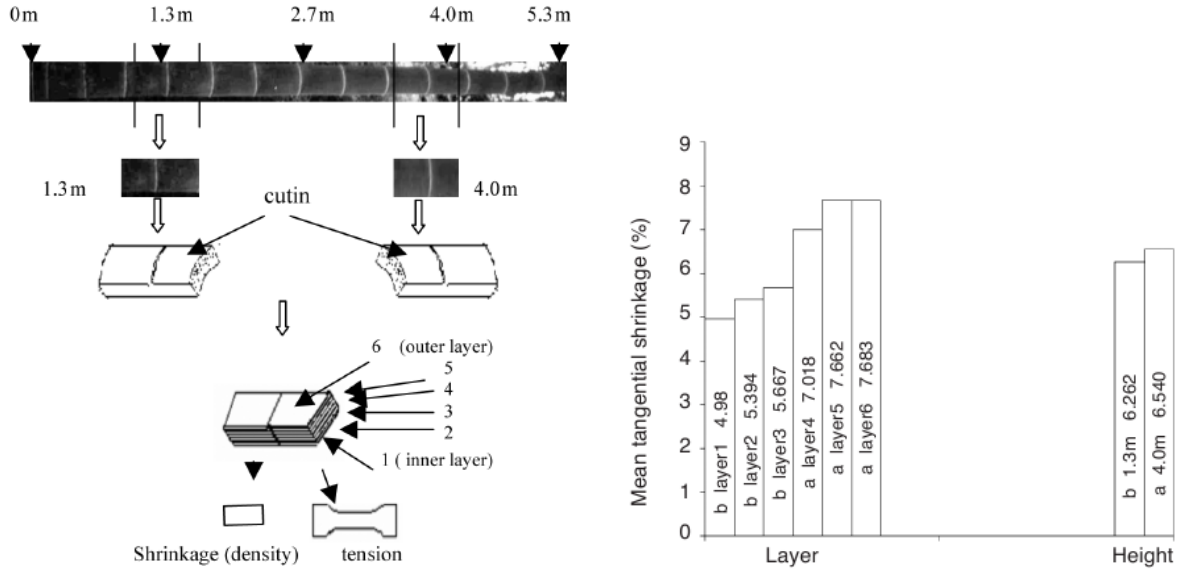 0m 1.3m 2.7m 4.0m 5.3m
1.3m
4.0m
cutin
6 (outer layer)
5
4
3
2
1 ( inner layer)
Shrinkage (density)
tension
Mean tangential shrinkage (%)
9
8
7
6
5
4
3
2
1
0
b layer1 4.98
b layer2 5.394
b layer3 5.667
a layer4 7.018
a layer5 7.662
a layer6 7.683
b 1.3m 6.262
a 4.0m 6.540
Layer
Height